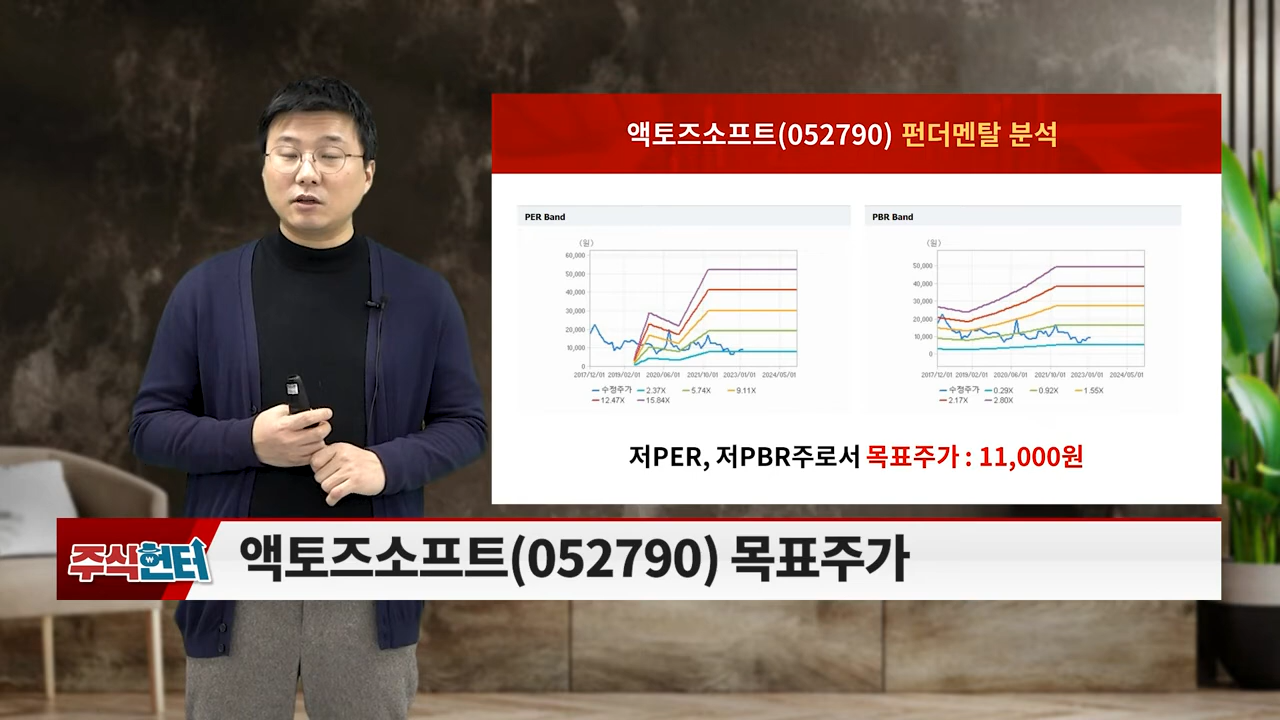 액토즈소프트(052790) 펀더멘탈 분석
PER Band
(원)
60,000
50,000
40,000
30,000
20,000
10,000
0
2017/12/01 2019/02/01 2020/06/01 2021/10/01 2023/01/01 2024/05/01
수정주가 2.37X 5.74X 9.11X
12.47X 15.84X
PBR Band
(원)
50,000
40,000
30,000
20,000
10,000
0
2017/12/01 2019/02/01 2020/06/01 2021/10/01 2023/01/01 2024/05/01
수정주가 0.29X 0.92X 1.55X
2.17X 2.80X
저PER, 저PBR주로서 목표주가 : 11,000원
주식헌터
액토즈소프트(052790) 목표주가